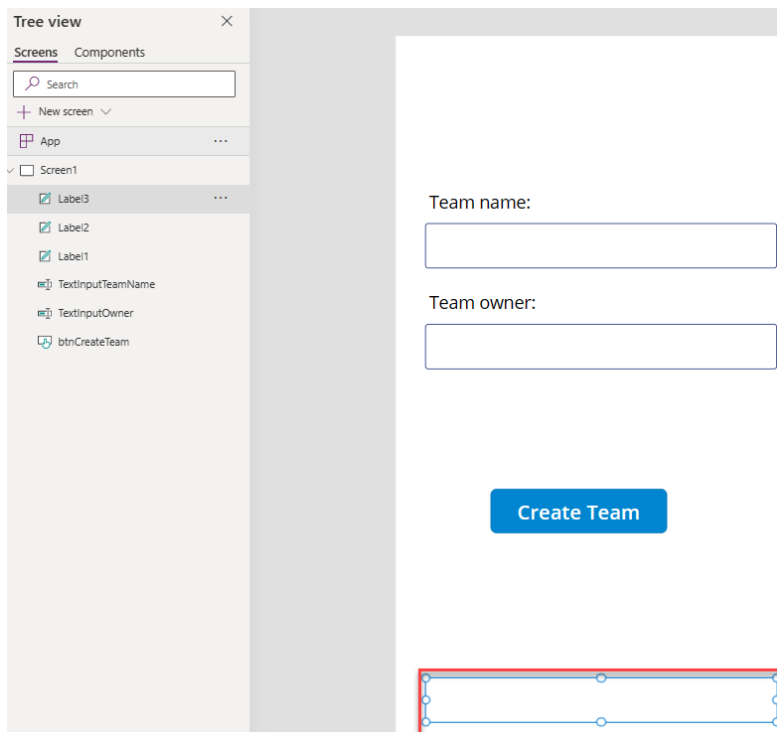 Tree view
Screens Components
Search
New screen
App
Screen1
Label3
Label2
Label1
TextInputTeamName
TextInputOwner
btnCreateTeam
Team name:
Team owner:
Create Team